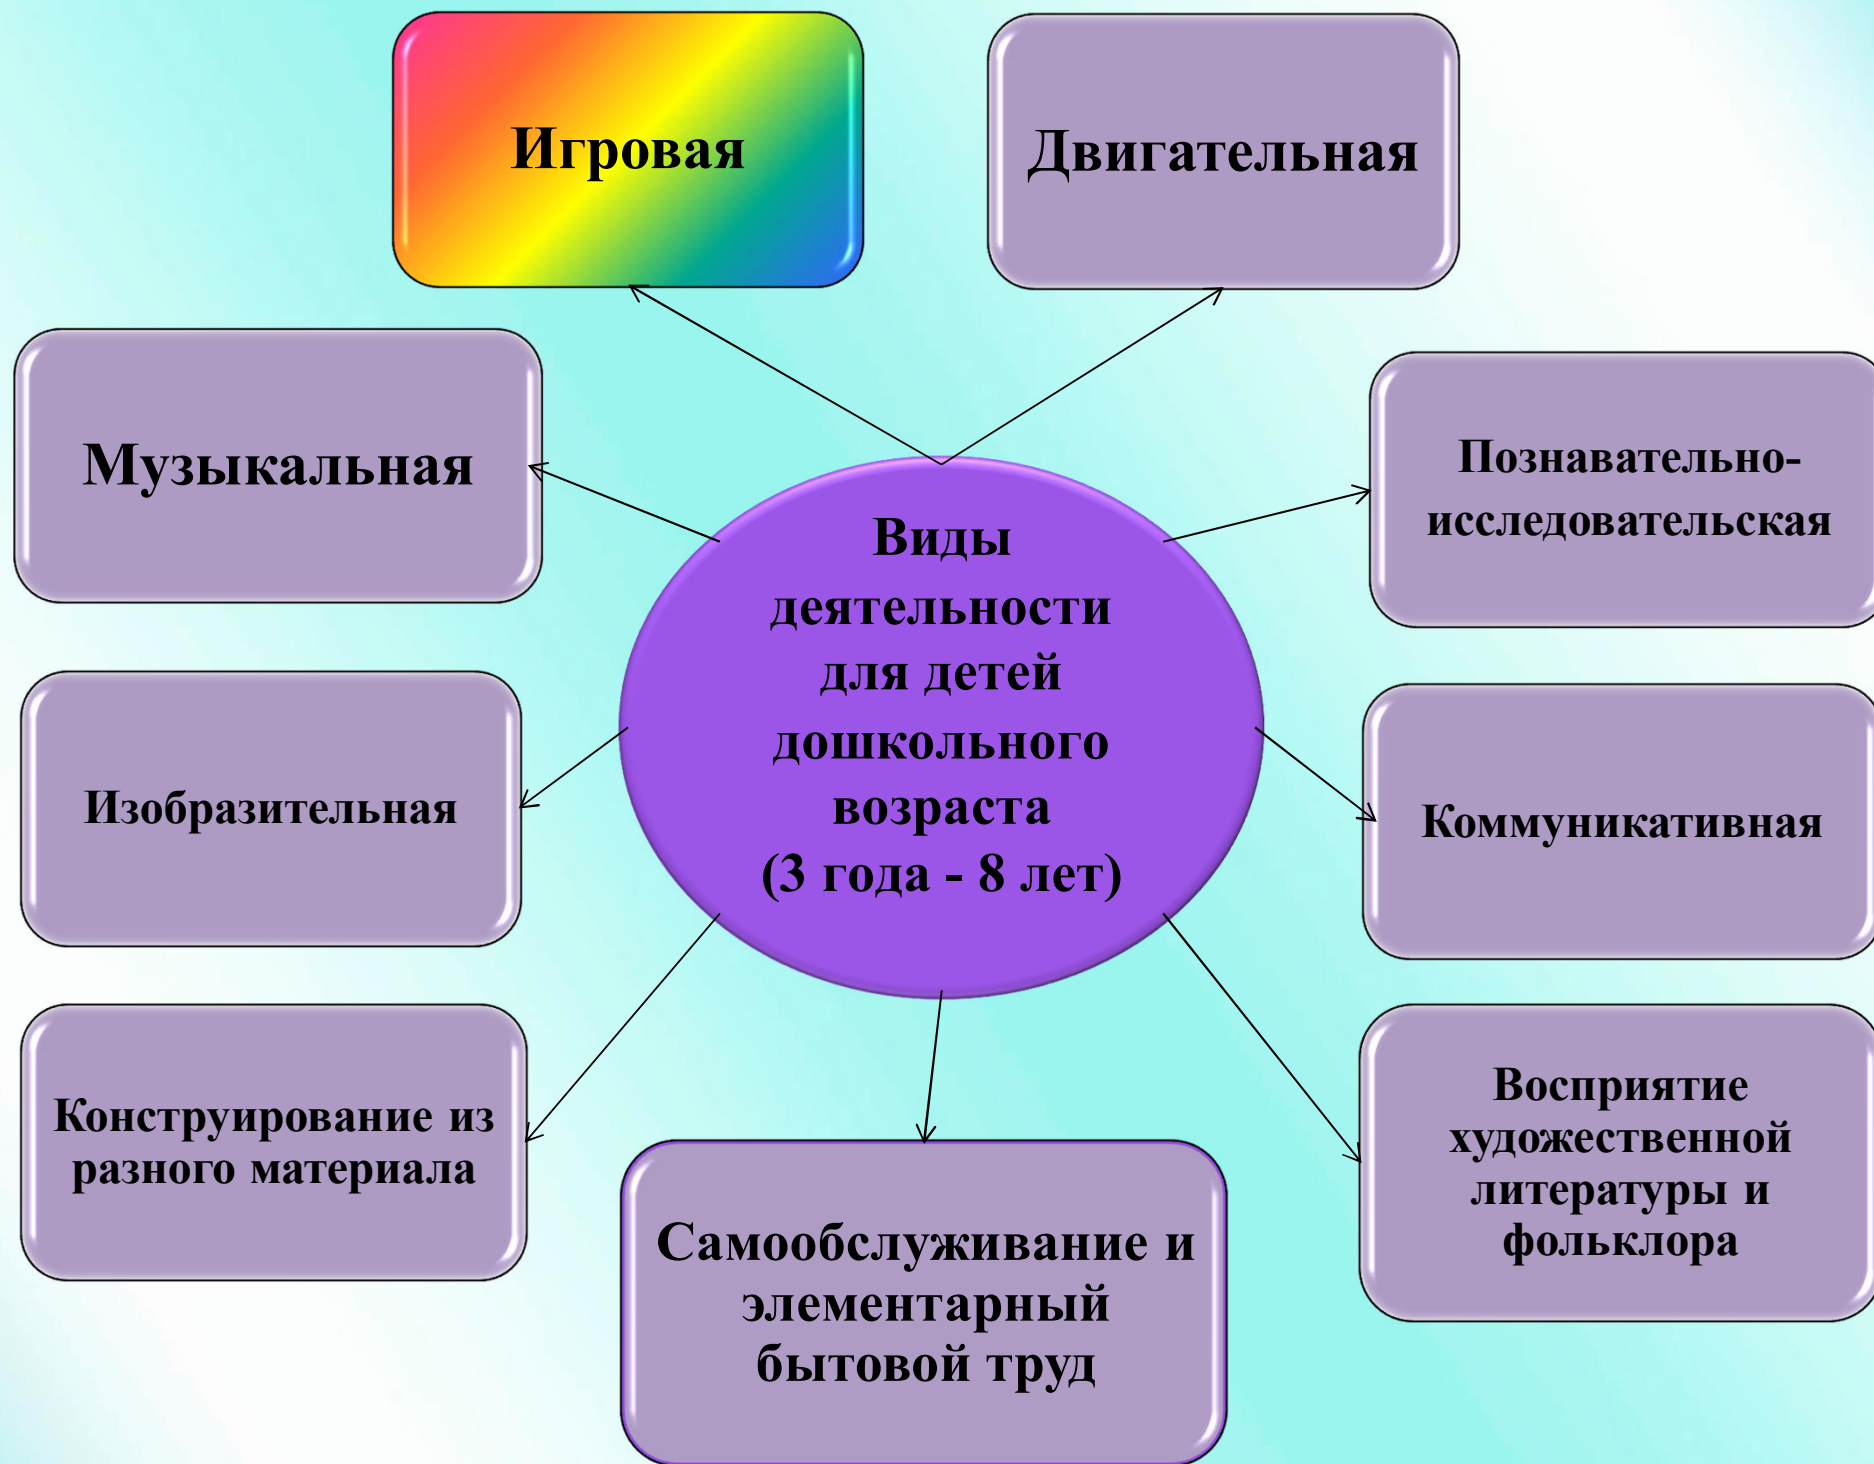 Игровая
Двигательная
Музыкальная
Познавательно-
исследовательская
Виды
деятельности
для детей
дошкольного
возраста
(3 года - 8 лет)
Изобразительная
Коммуникативная
Конструирование из
разного материала
Восприятие
художественной
литературы и
фольклора
Самообслуживание и
элементарный
бытовой труд